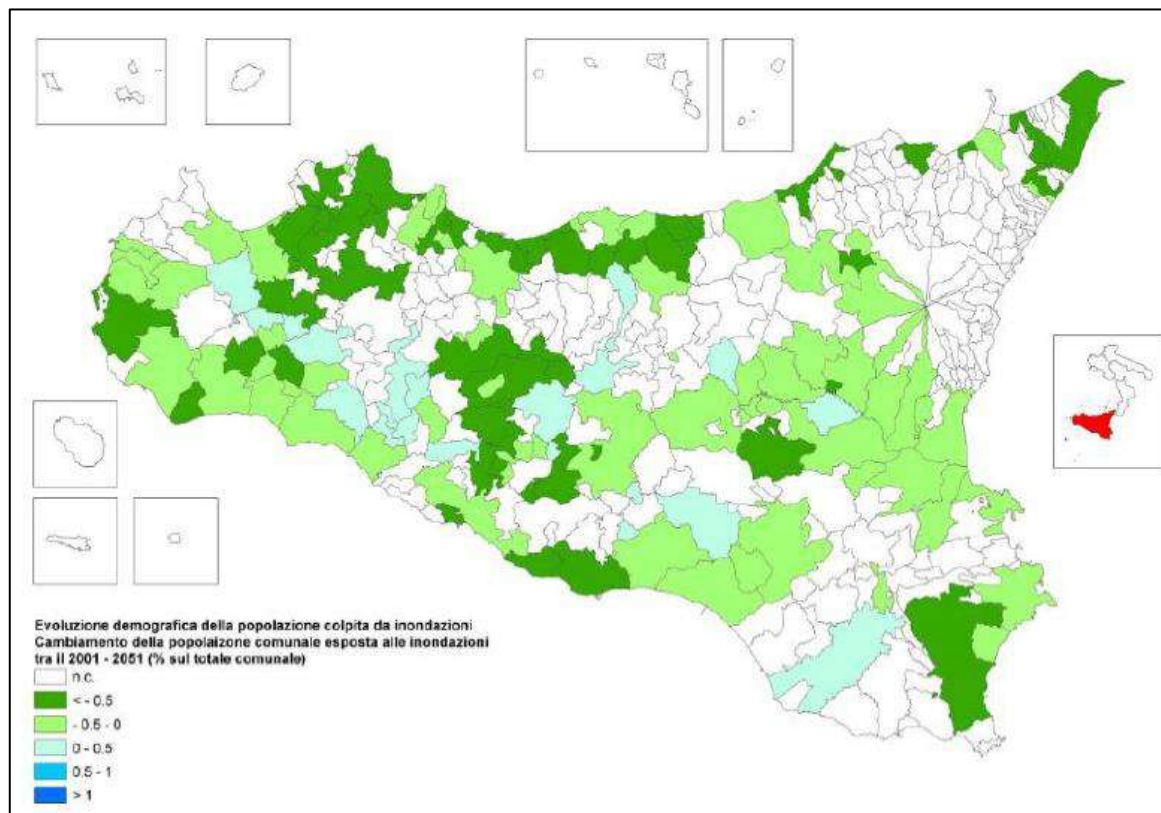 Evoluzione demografica della popolazione colpita da inondazioni
Cambiamento della popolaizone comunale esposta alle inondazioni
tra il 2001 - 2051 (% sul totale comunale)
n.c.
< - 0.5
- 0.5 - 0
0 - 0.5
0.5 - 1
> 1